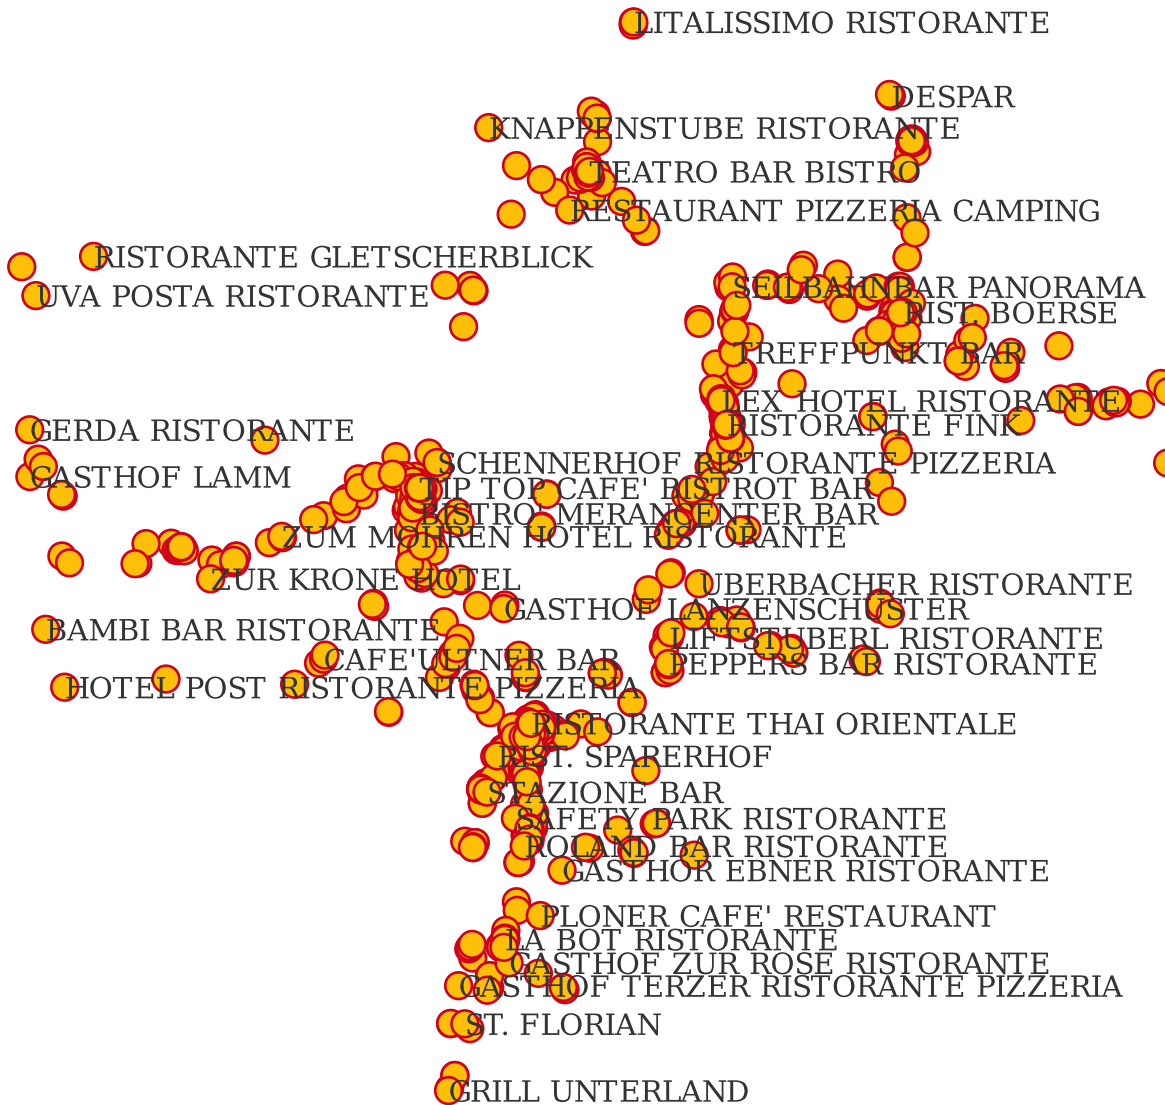 LITALISSIMO RISTORANTE
DESPAR
KNAPPENSTUBE RISTORANTE
TEATRO BAR BISTRO
RESTAURANT PIZZERIA CAMPING
RISTORANTE GLETSCHERBLICK
SEILBAHNBAR PANORAMA
UVA POSTA RISTORANTE
RIST. BOERSE
TREFFPUNKT BAR
LEX HOTEL RISTORANTE
RISTORANTE FINK
GERDA RISTORANTE
SCHENNERHOF RISTORANTE PIZZERIA
GASTHOF LAMM
TIP TOP CAFE' BISTROT BAR
BISTRO' MERANCENTER BAR
ZUM MOHREN HOTEL RISTORANTE
ZUR KRONE HOTEL
UBERBACHER RISTORANTE
GASTHOF LANZENSCHUSTER
BAMBI BAR RISTORANTE
LIFTSTUBERL RISTORANTE
CAFE'ULTNER BAR
PEPPERS BAR RISTORANTE
HOTEL POST RISTORANTE PIZZERIA
RISTORANTE THAI ORIENTALE
RIST. SPARERHOF
STAZIONE BAR
SAFETY PARK RISTORANTE
ROLAND BAR RISTORANTE
GASTHOR EBNER RISTORANTE
PLONER CAFE' RESTAURANT
LA BOT RISTORANTE
GASTHOF ZUR ROSE RISTORANTE
GASTHOF TERZER RISTORANTE PIZZERIA
ST. FLORIAN
GRILL UNTERLAND